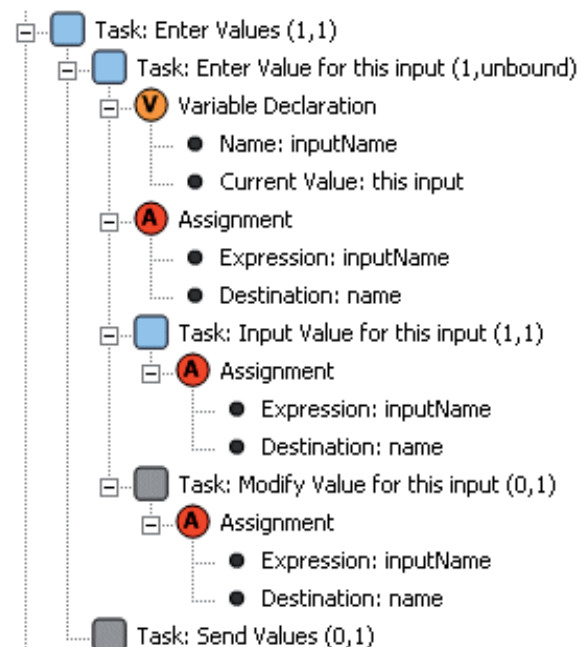 Task: Enter Values (1,1)
Task: Enter Value for this input (1,unbound)
V Variable Declaration
Name: inputName
Current Value: this input
A Assignment
Expression: inputName
Destination: name
Task: Input Value for this input (1,1)
A Assignment
Expression: inputName
Destination: name
Task: Modify Value for this input (0,1)
A Assignment
Expression: inputName
Destination: name
Task: Send Values (0,1)